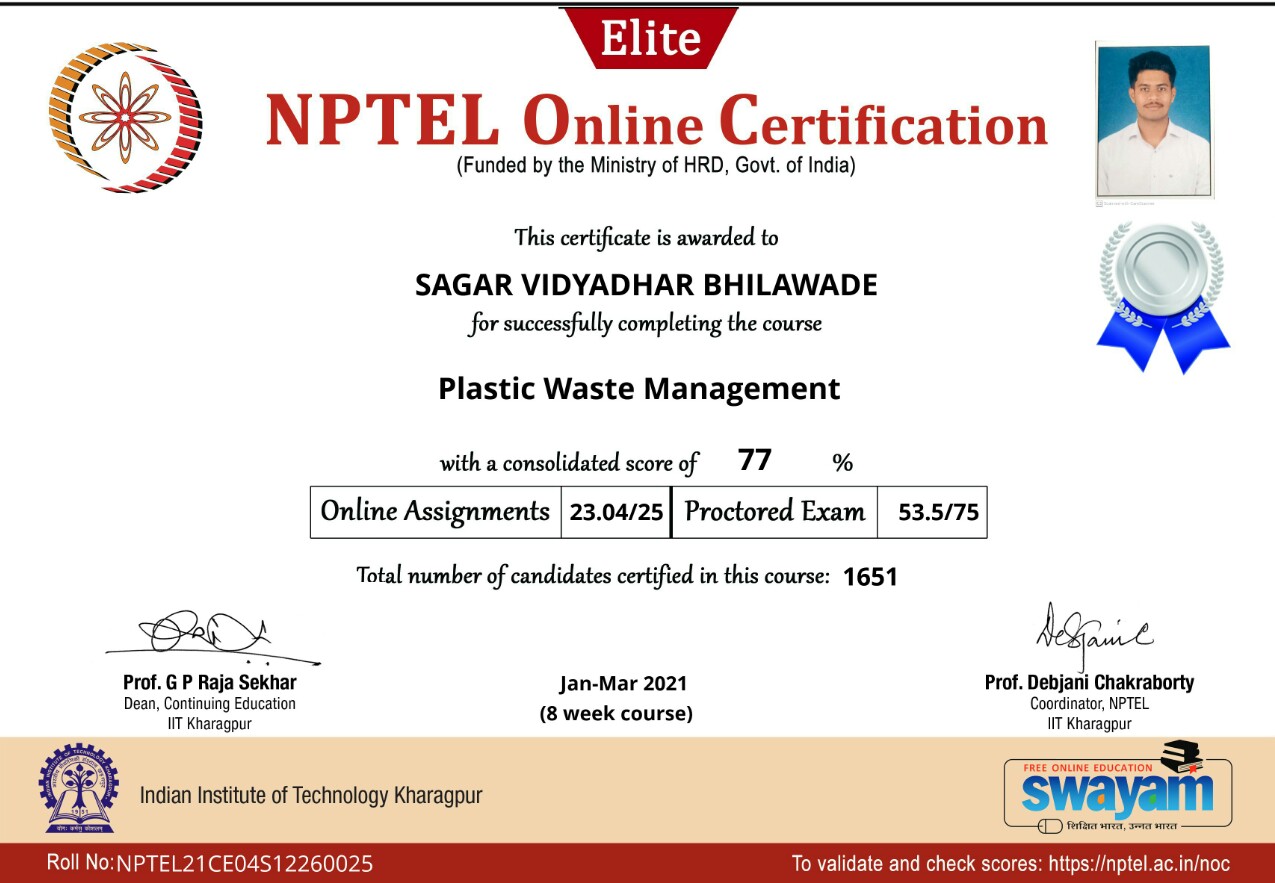 Elite
NPTEL Online Certification
(Funded by the Ministry of HRD, Govt. of India)
This certificate is awarded to
SAGAR VIDYADHAR BHILAWADE
for successfully completing the course
Plastic Waste Management
with a consolidated score of 77 %
Online Assignments 23.04/25 Proctored Exam 53.5/75
Total number of candidates certified in this course: 1651
Prof. G P Raja Sekhar
Dean, Continuing Education
IIT Kharagpur
Jan-Mar 2021
(8 week course)
Prof. Debjani Chakraborty
Coordinator, NPTEL
IIT Kharagpur
Indian Institute of Technology Kharagpur
FREE ONLINE EDUCATION
swayam
शिक्षित भारत, उन्नत भारत
Roll No: NPTEL21CE04S12260025
To validate and check scores: https://nptel.ac.in/noc